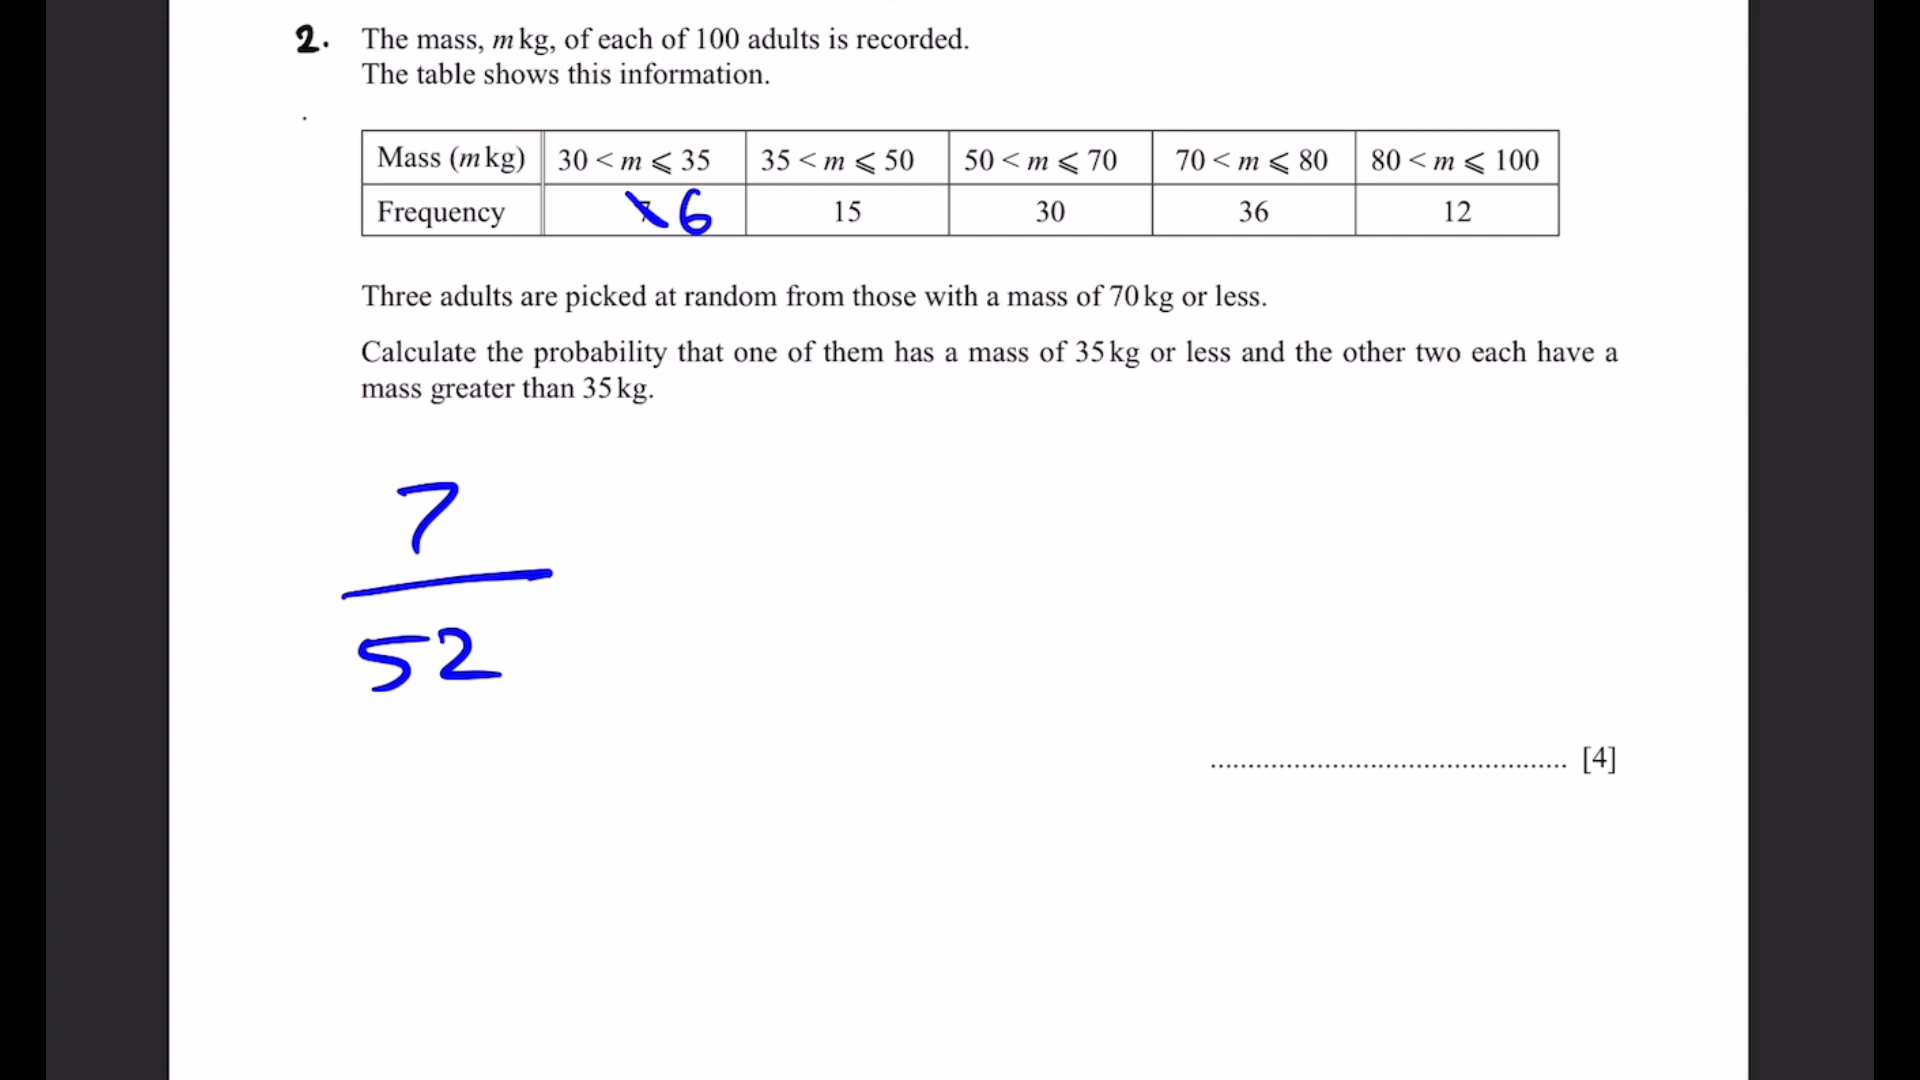 2. The mass, m kg, of each of 100 adults is recorded.
The table shows this information.
Mass (m kg) 30 < m ⩽ 35 35 < m ⩽ 50 50 < m ⩽ 70 70 < m ⩽ 80 80 < m ⩽ 100
Frequency 7 6 15 30 36 12
Three adults are picked at random from those with a mass of 70 kg or less.
Calculate the probability that one of them has a mass of 35 kg or less and the other two each have a
mass greater than 35 kg.
7
52
[4]